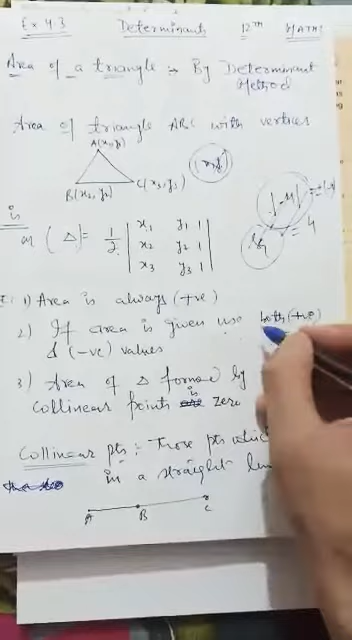 Ex 4.3 Determinants 12th MATHS
Area of a triangle :- By Determinant
Method
Area of triangle ABC with vertices
A(x1,y1)
B(x2, y2) C(x3, y3)
is
(Δ) = 1/2 | x1 y1 1
x2 y2 1
x3 y3 1 |
= 4
1) Area is always (+ve)
2) If area is given use both (+ve)
& (-ve) values
3) Area of Δ formed by
collinear points is zero
Collinear pts: Those pts which
in a straight
A B C